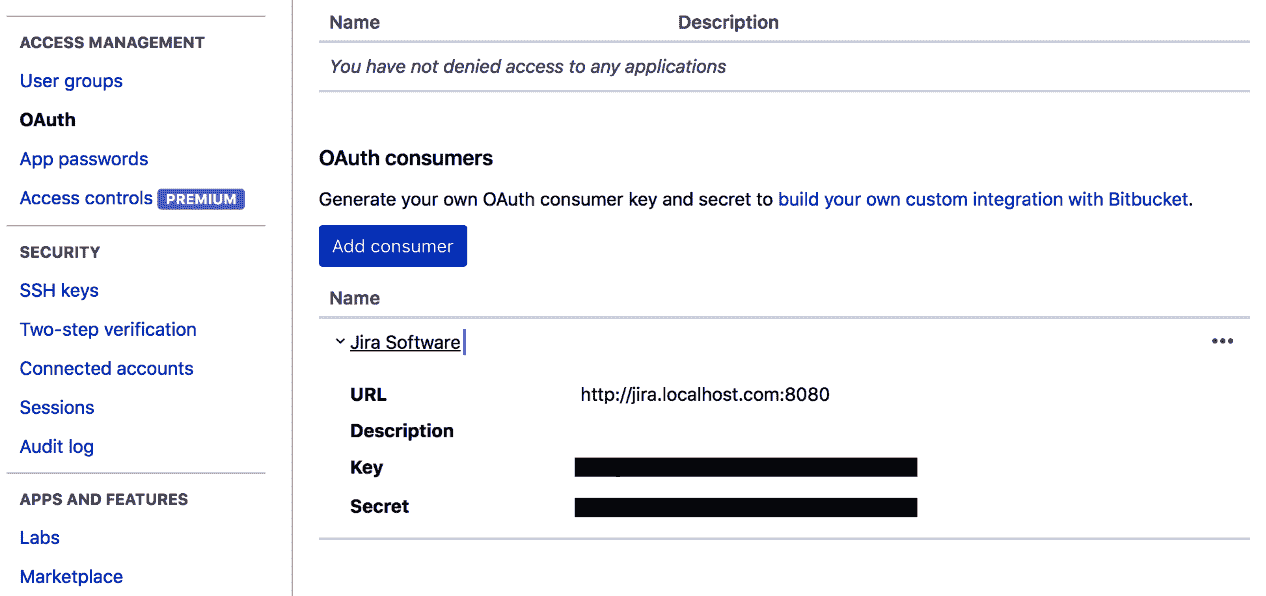 ACCESS MANAGEMENT
User groups
OAuth
App passwords
Access controls PREMIUM
SECURITY
SSH keys
Two-step verification
Connected accounts
Sessions
Audit log
APPS AND FEATURES
Labs
Marketplace
Name Description
You have not denied access to any applications
OAuth consumers
Generate your own OAuth consumer key and secret to build your own custom integration with Bitbucket.
Add consumer
Name
Jira Software
URL http://jira.localhost.com:8080
Description
Key
Secret